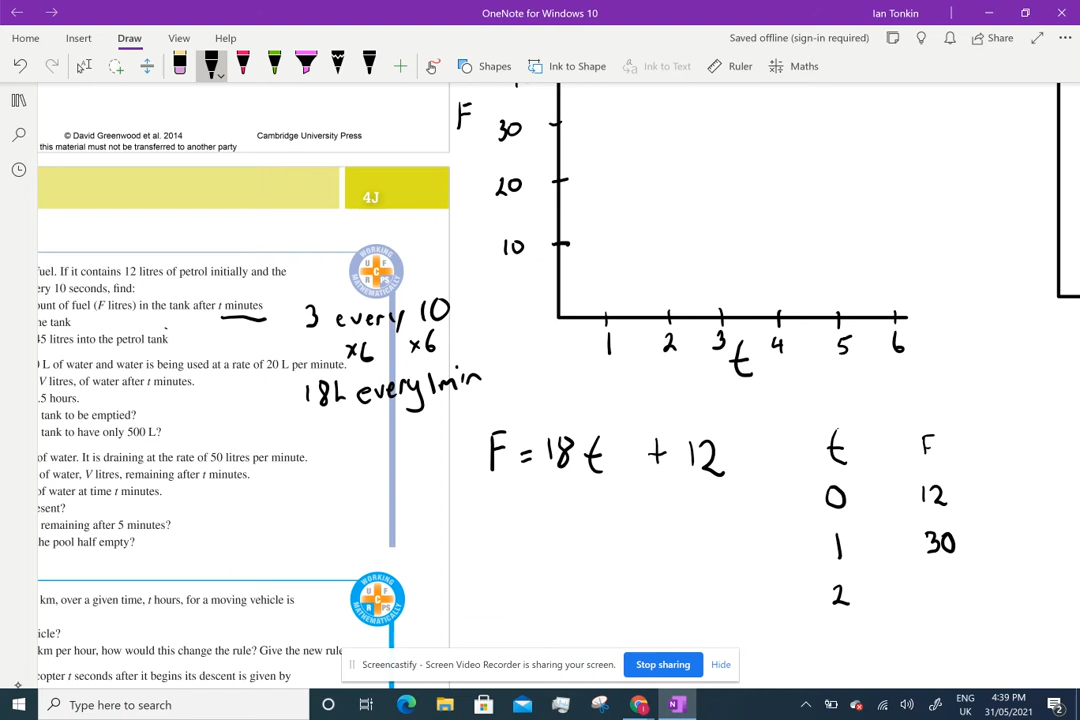 OneNote for Windows 10
Ian Tonkin
Home Insert Draw View Help
Saved offline (sign-in required)
Share
Shapes Ink to Shape Ink to Text Ruler Maths
© David Greenwood et al. 2014 Cambridge University Press
this material must not be transferred to another party
4J
WORKING
U F C R PS
MATHEMATICALLY
fuel. If it contains 12 litres of petrol initially and the
ery 10 seconds, find:
ount of fuel (F litres) in the tank after t minutes
he tank
45 litres into the petrol tank
L of water and water is being used at a rate of 20 L per minute.
V litres, of water after t minutes.
.5 hours.
tank to be emptied?
tank to have only 500 L?
of water. It is draining at the rate of 50 litres per minute.
of water, V litres, remaining after t minutes.
of water at time t minutes.
esent?
remaining after 5 minutes?
the pool half empty?
WORKING
U F C R PS
MATHEMATICALLY
km, over a given time, t hours, for a moving vehicle is
hicle?
km per hour, how would this change the rule? Give the new rule
copter t seconds after it begins its descent is given by
3 every 10
×6 ×6
18L every 1min
F
30
20
10
1 2 3 4 5 6
t
F = 18t + 12
t F
0 12
1 30
2
Screencastify - Screen Video Recorder is sharing your screen.
Stop sharing
Hide
Type here to search
ENG
UK
4:39 PM
31/05/2021
2